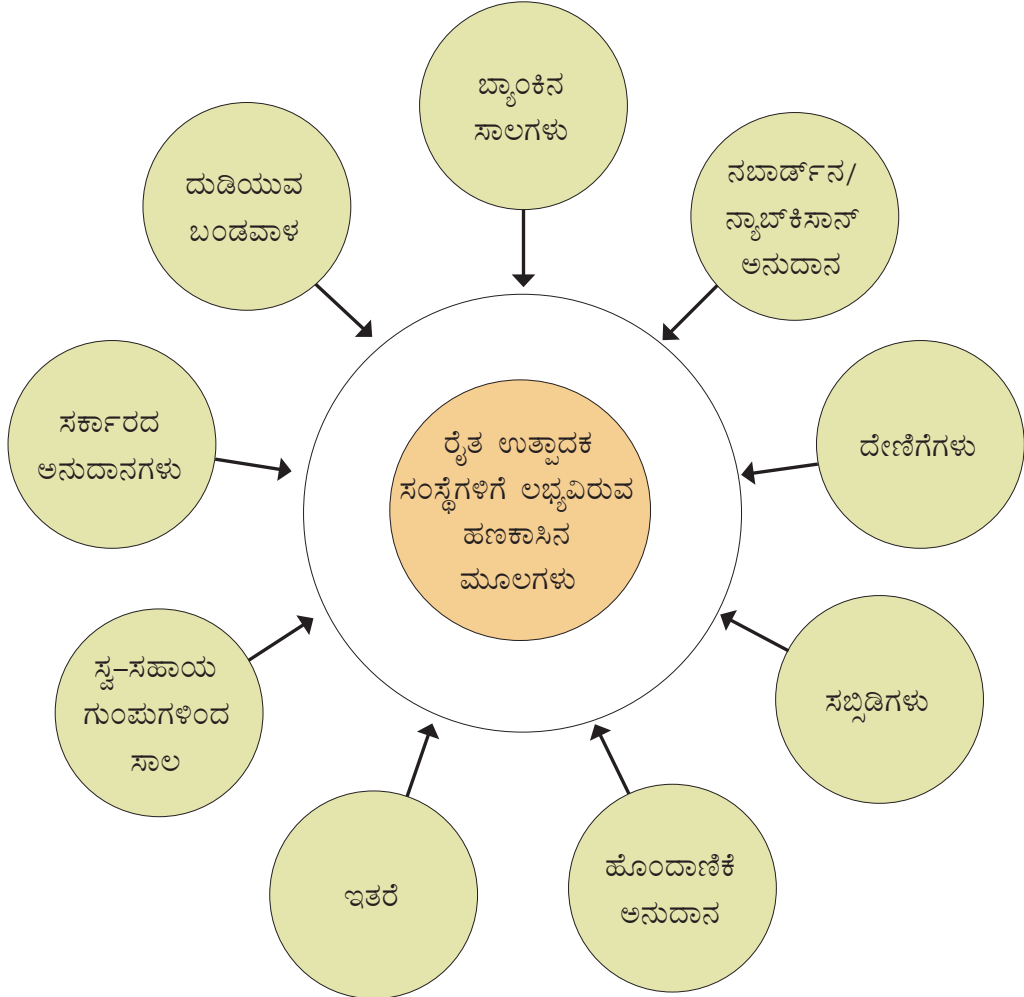 ಬ್ಯಾಂಕಿನ
ಸಾಲಗಳು
ನಬಾರ್ಡ್‌ನ/
ನ್ಯಾಬ್‌ಕಿಸಾನ್
ಅನುದಾನ
ದೇಣಿಗೆಗಳು
ಸಬ್ಸಿಡಿಗಳು
ಹೊಂದಾಣಿಕೆ
ಅನುದಾನ
ಇತರೆ
ಸ್ವ-ಸಹಾಯ
ಗುಂಪುಗಳಿಂದ
ಸಾಲ
ಸರ್ಕಾರದ
ಅನುದಾನಗಳು
ದುಡಿಯುವ
ಬಂಡವಾಳ
ರೈತ ಉತ್ಪಾದಕ
ಸಂಸ್ಥೆಗಳಿಗೆ ಲಭ್ಯವಿರುವ
ಹಣಕಾಸಿನ
ಮೂಲಗಳು